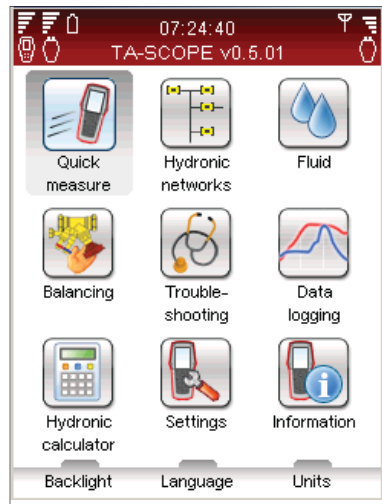 07:24:40
TA-SCOPE v0.5.01
Quick
measure
Hydronic
networks
Fluid
Balancing
Trouble-
shooting
Data
logging
Hydronic
calculator
Settings
Information
Backlight Language Units